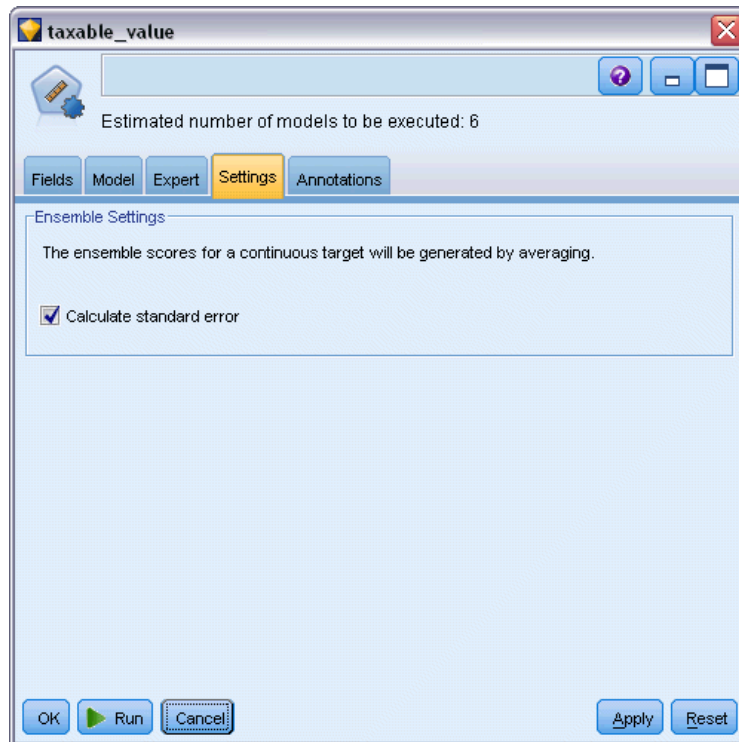 taxable_value
Estimated number of models to be executed: 6
Fields Model Expert Settings Annotations
Ensemble Settings
The ensemble scores for a continuous target will be generated by averaging.
Calculate standard error
OK Run Cancel Apply Reset